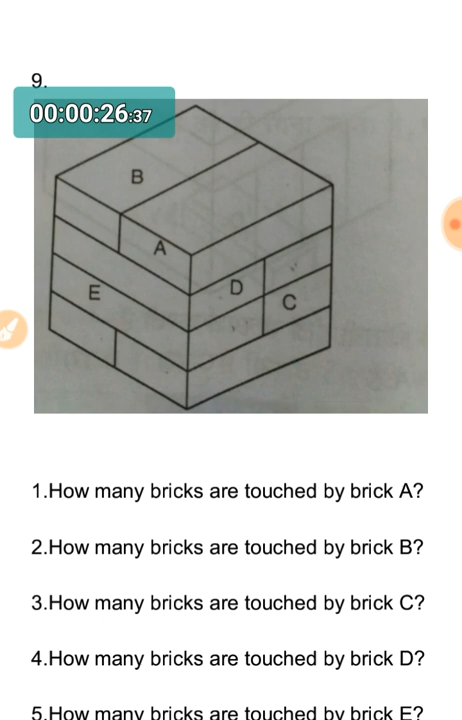 9.
00:00:26:37
B
A
D
E
C
1.How many bricks are touched by brick A?
2.How many bricks are touched by brick B?
3.How many bricks are touched by brick C?
4.How many bricks are touched by brick D?
5.How many bricks are touched by brick E?